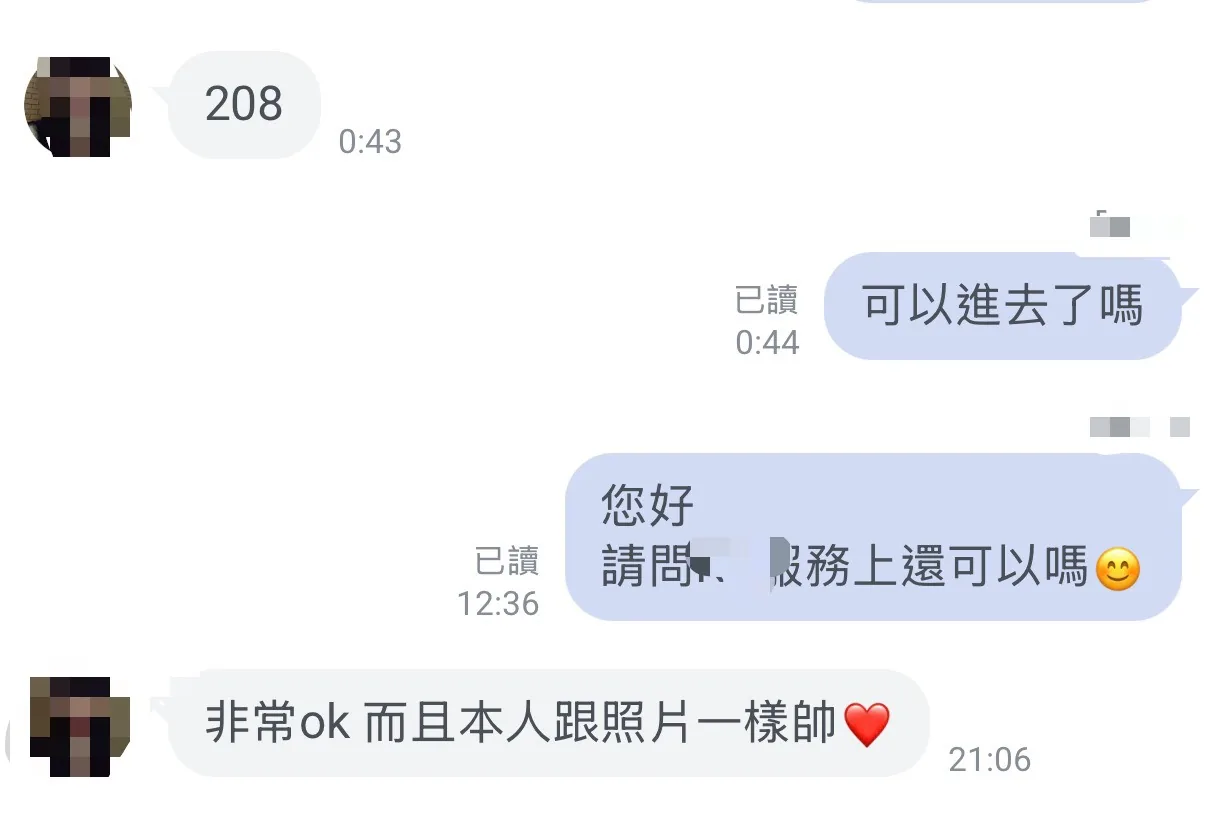 208
0:43
可以進去了嗎
已讀
0:44
您好
請問 服務上還可以嗎😊
已讀
12:36
非常ok 而且本人跟照片一樣帥❤️
21:06